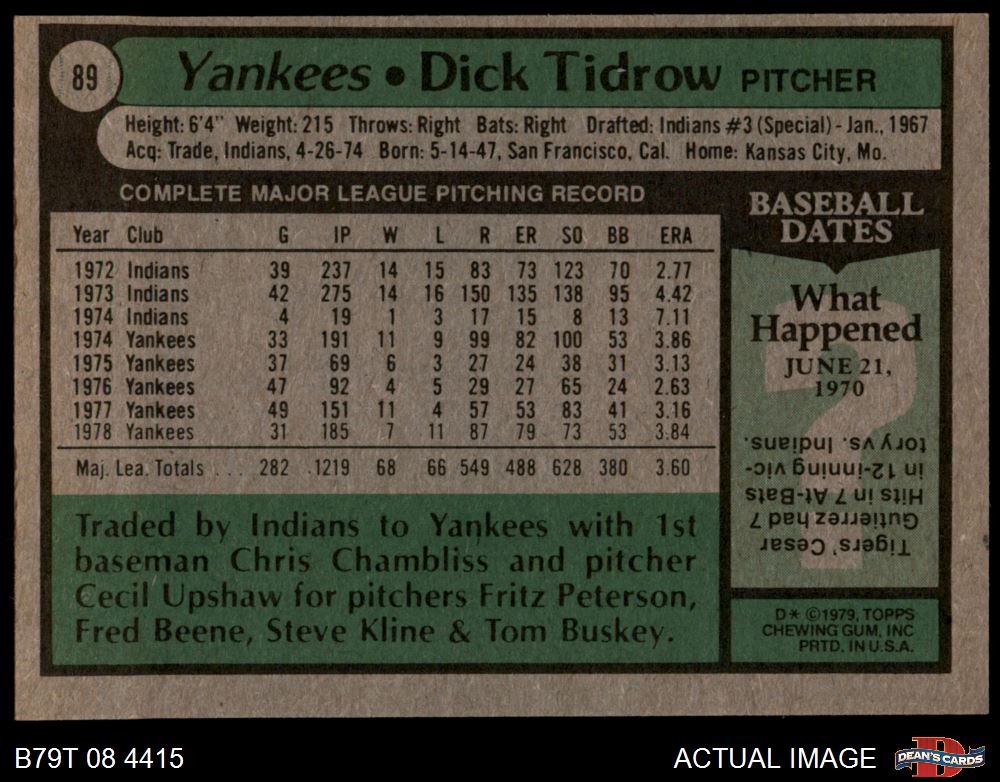 89
Yankees • Dick Tidrow PITCHER
Height: 6'4" Weight: 215 Throws: Right Bats: Right Drafted: Indians #3 (Special) - Jan., 1967
Acq: Trade, Indians, 4-26-74 Born: 5-14-47, San Francisco, Cal. Home: Kansas City, Mo.
COMPLETE MAJOR LEAGUE PITCHING RECORD
Year Club G IP W L R ER SO BB ERA
1972 Indians 39 237 14 15 83 73 123 70 2.77
1973 Indians 42 275 14 16 150 135 138 95 4.42
1974 Indians 4 19 1 3 17 15 8 13 7.11
1974 Yankees 33 191 11 9 99 82 100 53 3.86
1975 Yankees 37 69 6 3 27 24 38 31 3.13
1976 Yankees 47 92 4 5 29 27 65 24 2.63
1977 Yankees 49 151 11 4 57 53 83 41 3.16
1978 Yankees 31 185 7 11 87 79 73 53 3.84
Maj. Lea. Totals ... 282 1219 68 66 549 488 628 380 3.60
Traded by Indians to Yankees with 1st
baseman Chris Chambliss and pitcher
Cecil Upshaw for pitchers Fritz Peterson,
Fred Beene, Steve Kline & Tom Buskey.
BASEBALL
DATES
What
Happened
JUNE 21,
1970
Tigers' Cesar
Gutierrez had 7
Hits in 7 At-Bats
in 12-inning vic-
tory vs. Indians.
D* ©1979, TOPPS
CHEWING GUM, INC
PRTD. IN U.S.A.
B79T 08 4415
ACTUAL IMAGE
D
DEAN'S CARDS